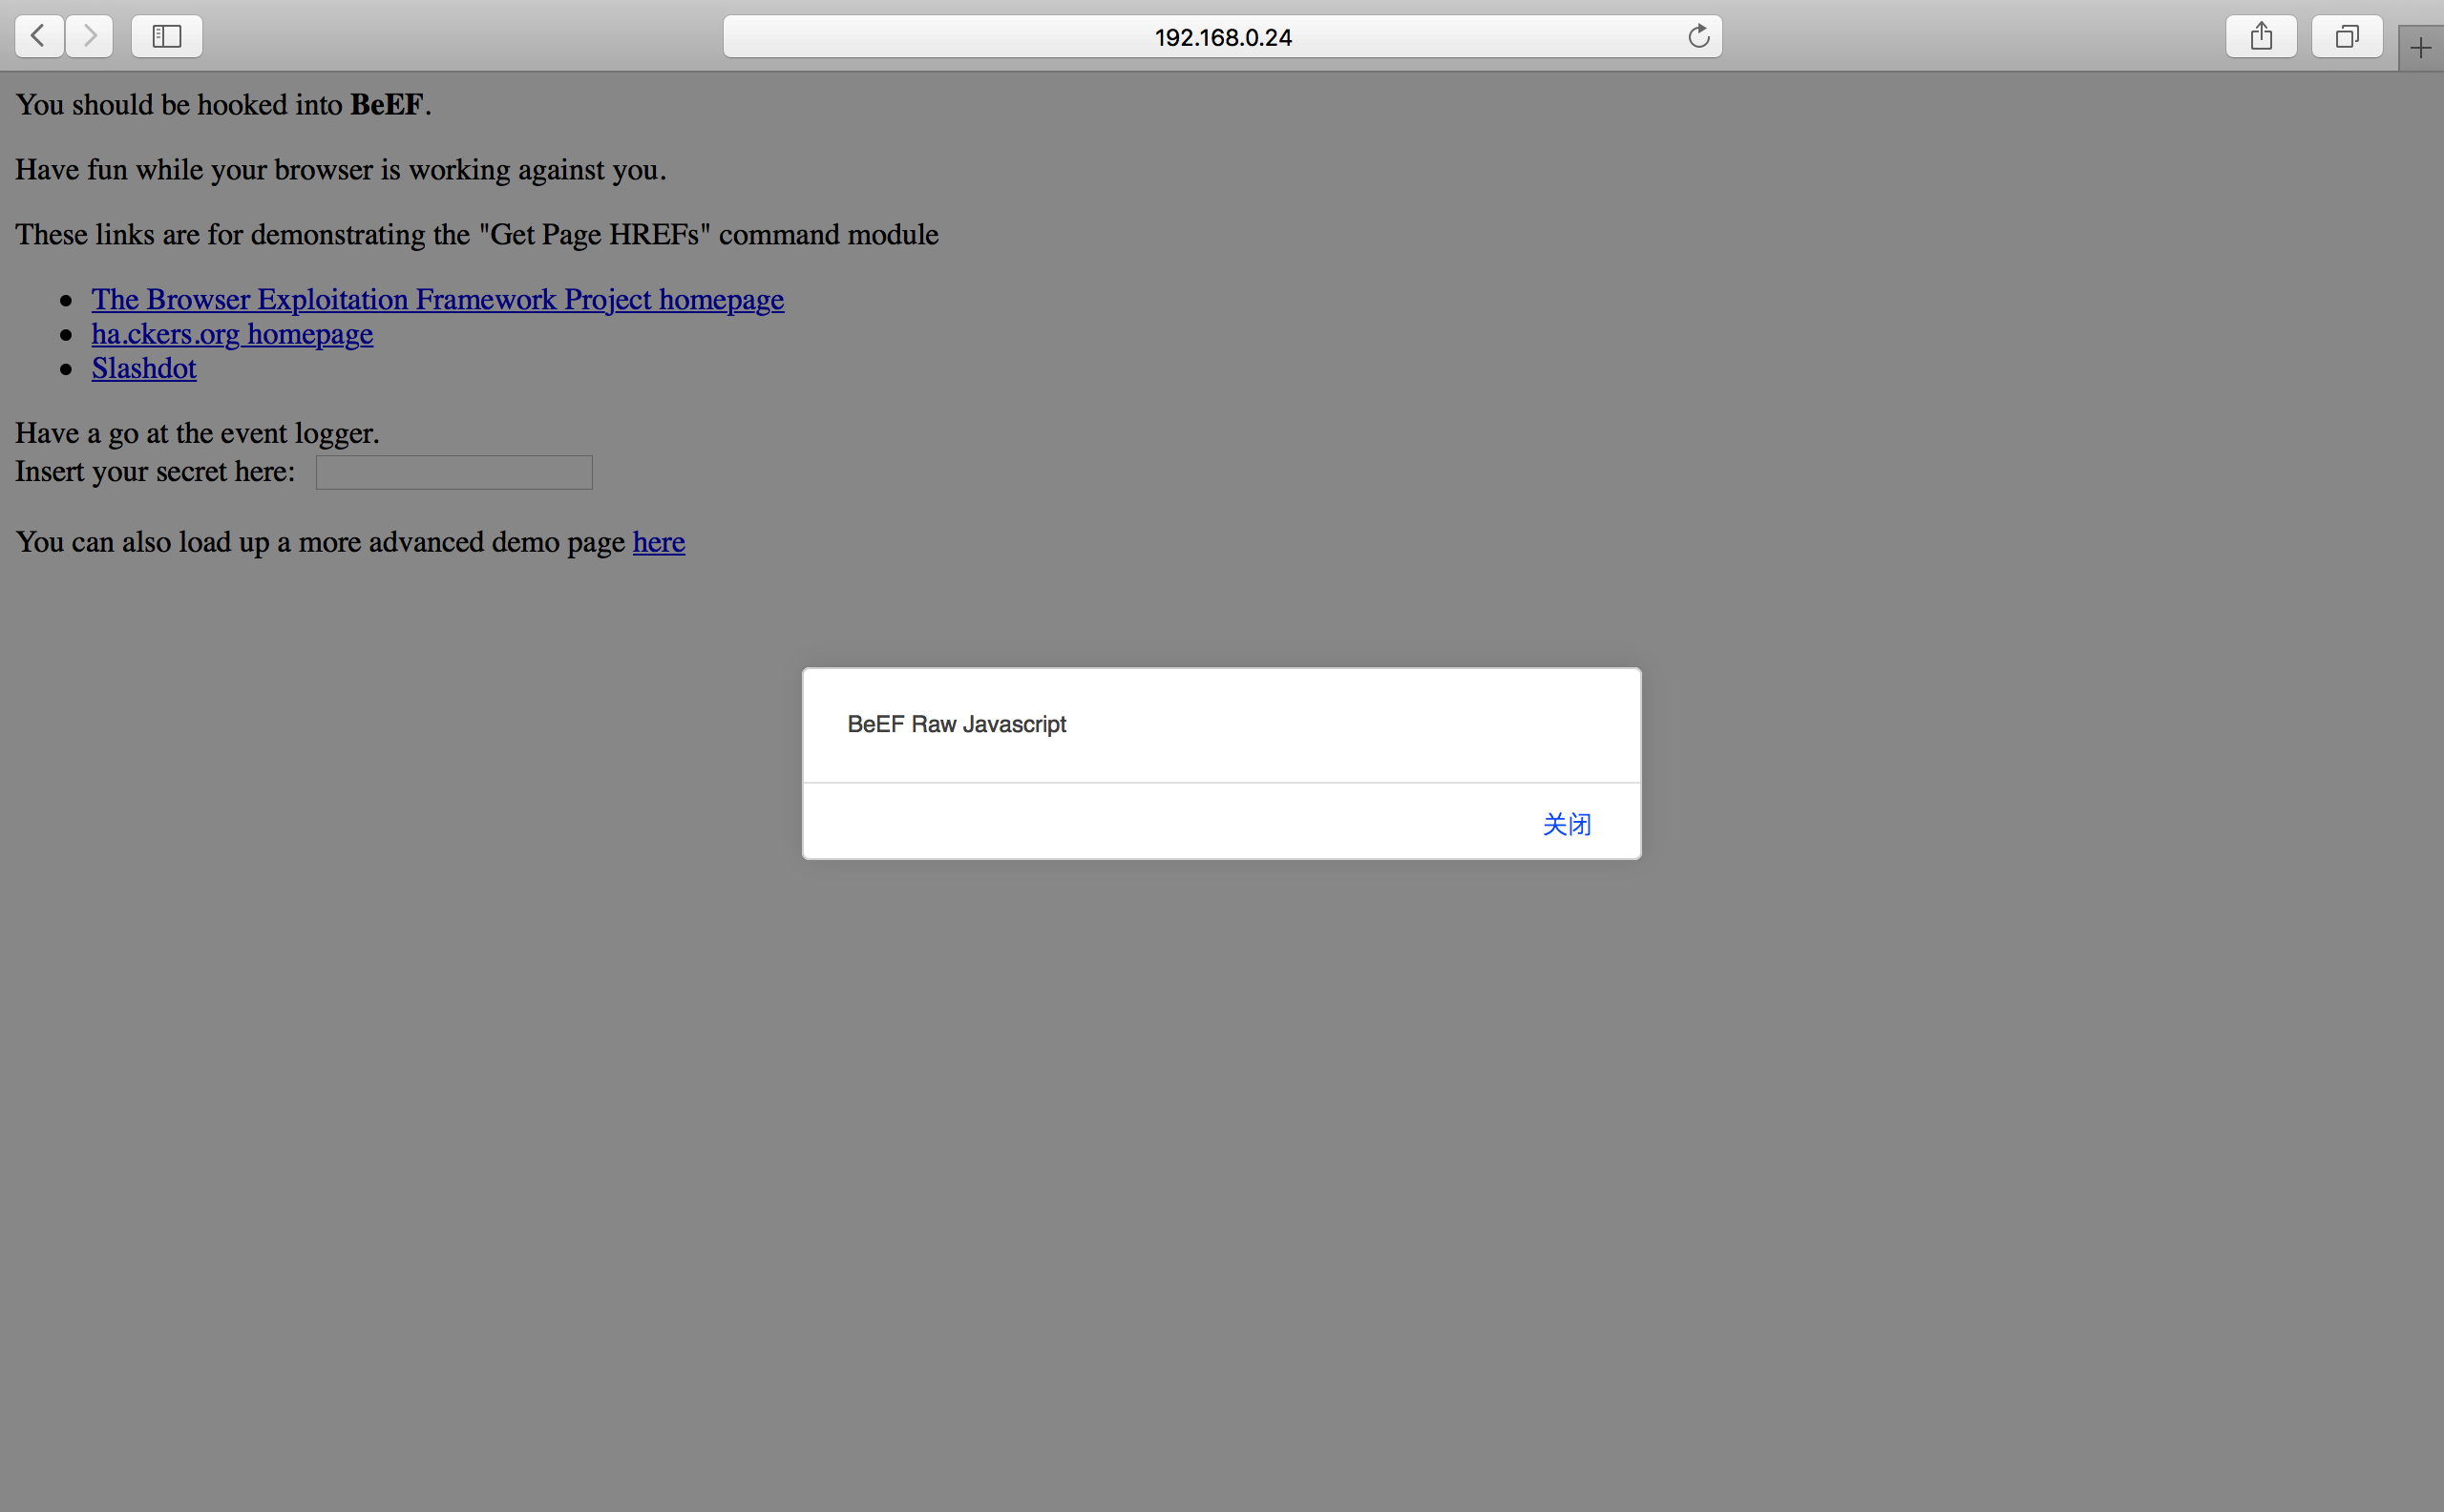 192.168.0.24
You should be hooked into BeEF.
Have fun while your browser is working against you.
These links are for demonstrating the "Get Page HREFs" command module
The Browser Exploitation Framework Project homepage
ha.ckers.org homepage
Slashdot
Have a go at the event logger.
Insert your secret here:
You can also load up a more advanced demo page here
BeEF Raw Javascript
关闭